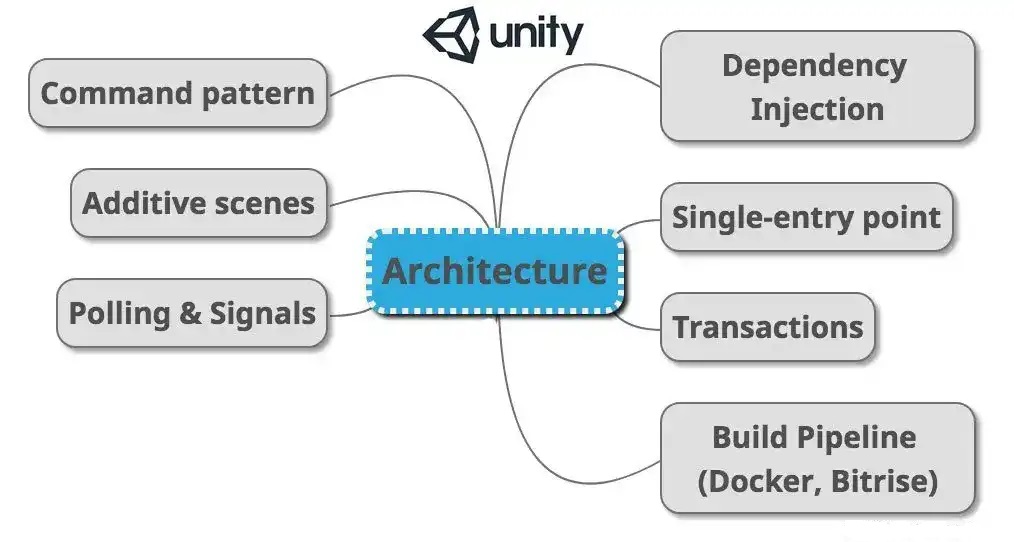 unity
Command pattern
Additive scenes
Polling & Signals
Architecture
Dependency
Injection
Single-entry point
Transactions
Build Pipeline
(Docker, Bitrise)